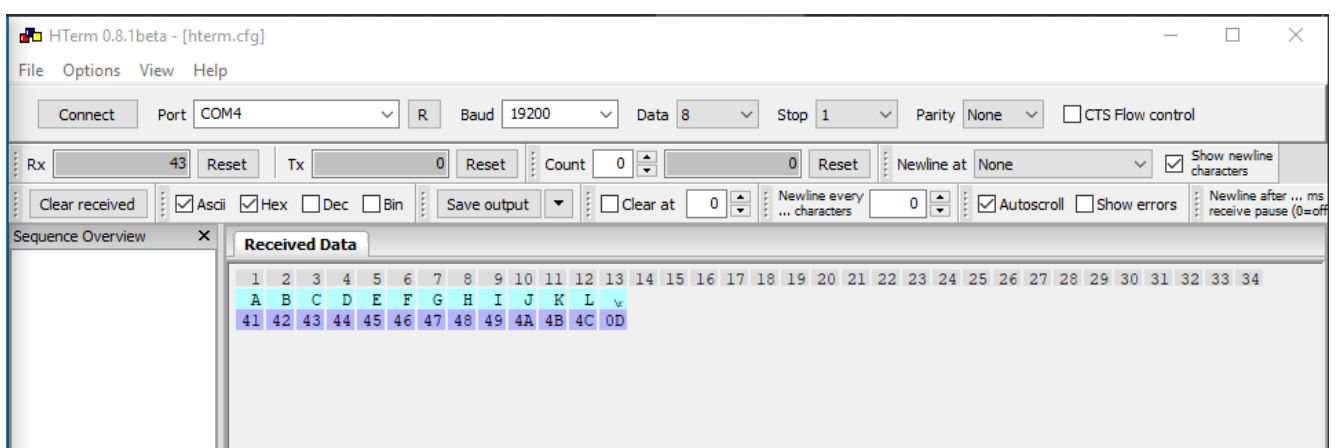 HTerm 0.8.1beta - [hterm.cfg]
File Options View Help
Connect Port COM4 R Baud 19200 Data 8 Stop 1 Parity None CTS Flow control
Rx 43 Reset Tx 0 Reset Count 0 0 Reset Newline at None Show newline characters
Clear received Ascii Hex Dec Bin Save output Clear at 0 Newline every ... characters 0 Autoscroll Show errors Newline after ... ms receive pause (0=off
Sequence Overview X Received Data
1 2 3 4 5 6 7 8 9 10 11 12 13 14 15 16 17 18 19 20 21 22 23 24 25 26 27 28 29 30 31 32 33 34
A B C D E F G H I J K L \r
41 42 43 44 45 46 47 48 49 4A 4B 4C 0D